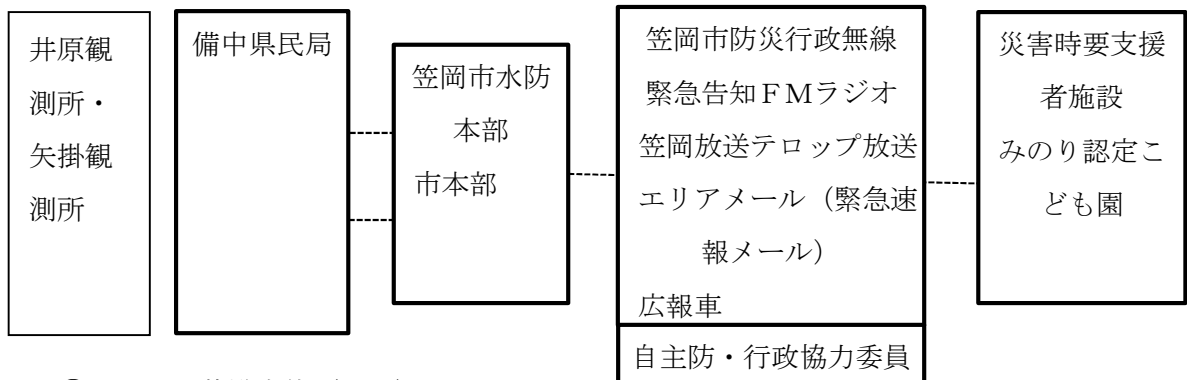 井原観
測所・
矢掛観
測所
備中県民局
笠岡市水防
本部
市本部
笠岡市防災行政無線
緊急告知ＦＭラジオ
笠岡放送テロップ放送
エリアメール（緊急速
報メール）
広報車
自主防・行政協力委員
災害時要支援
者施設
みのり認定こ
ども園